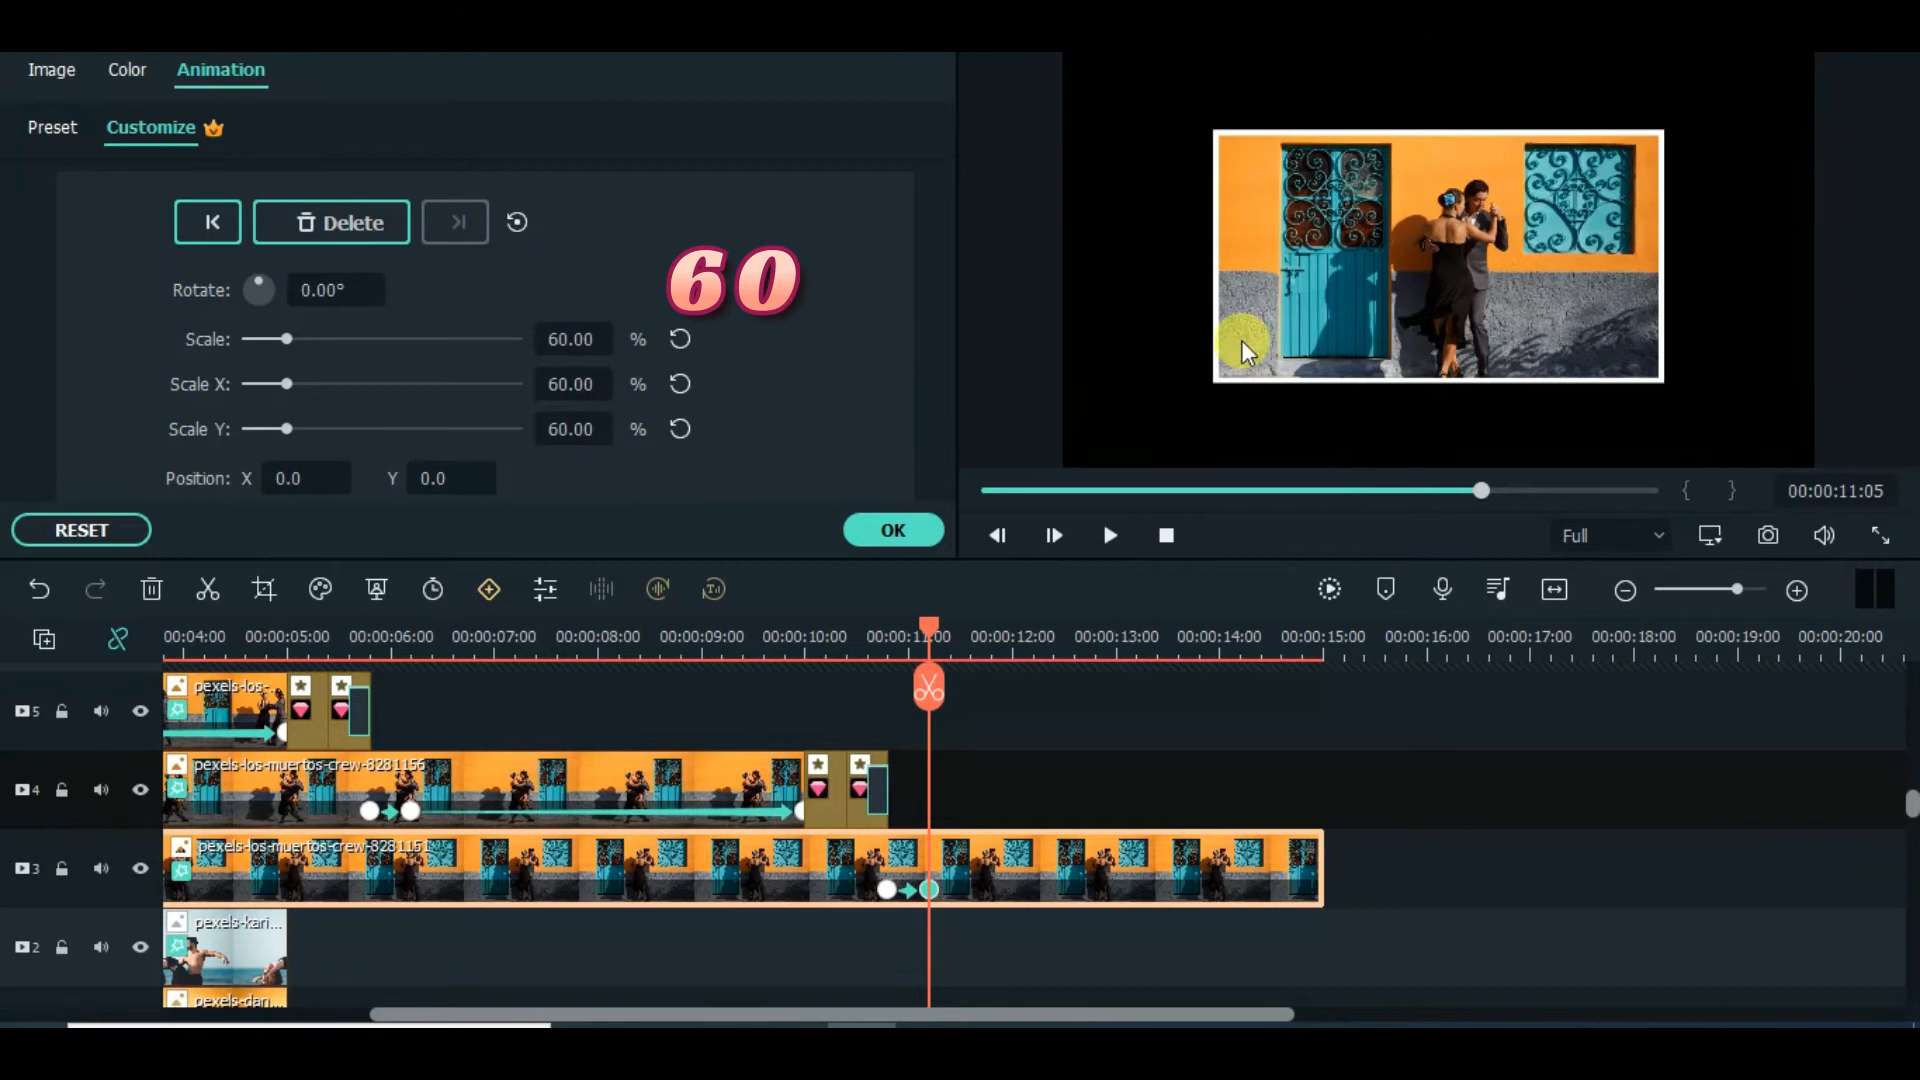 Image Color Animation
Preset Customize
Delete
60
Rotate: 0.00°
Scale: 60.00 %
Scale X: 60.00 %
Scale Y: 60.00 %
Position: X 0.0 Y 0.0
RESET OK
{ } 00:00:11:05
Full
00:04:00 00:00:05:00 00:00:06:00 00:00:07:00 00:00:08:00 00:00:09:00 00:00:10:00 00:00:11:00 00:00:12:00 00:00:13:00 00:00:14:00 00:00:15:00 00:00:16:00 00:00:17:00 00:00:18:00 00:00:19:00 00:00:20:00
5 pexels-los-...
4 pexels-los-muertos-crew-8281156
3 pexels-los-muertos-crew-8281151
2 pexels-kari...
pexels-dan...